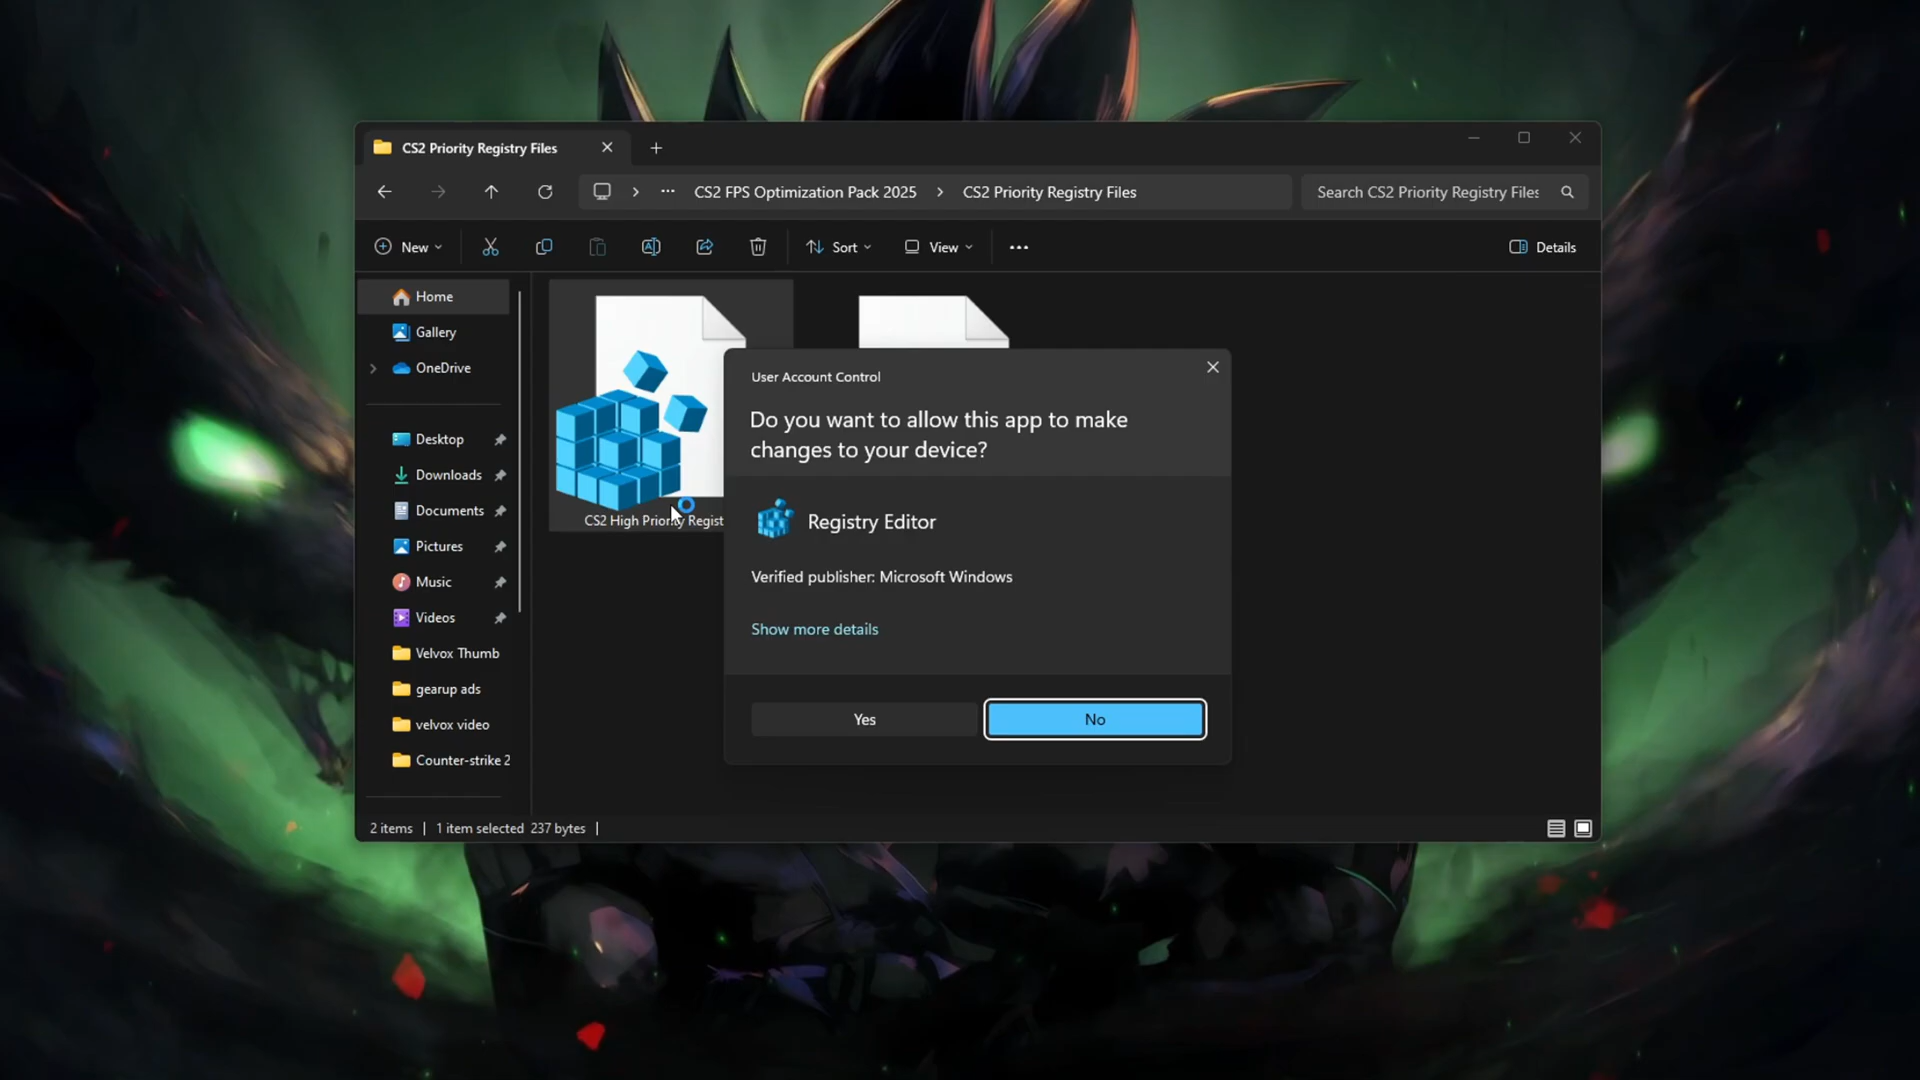 CS2 Priority Registry Files
CS2 FPS Optimization Pack 2025
CS2 Priority Registry Files
Search CS2 Priority Registry Files
New
Sort
View
Details
Home
Gallery
OneDrive
Desktop
Downloads
Documents
Pictures
Music
Videos
Velvox Thumb
gearup ads
velvox video
Counter-strike 2
CS2 High Priority Regist
User Account Control
Do you want to allow this app to make
changes to your device?
Registry Editor
Verified publisher: Microsoft Windows
Show more details
Yes
No
2 items
1 item selected 237 bytes